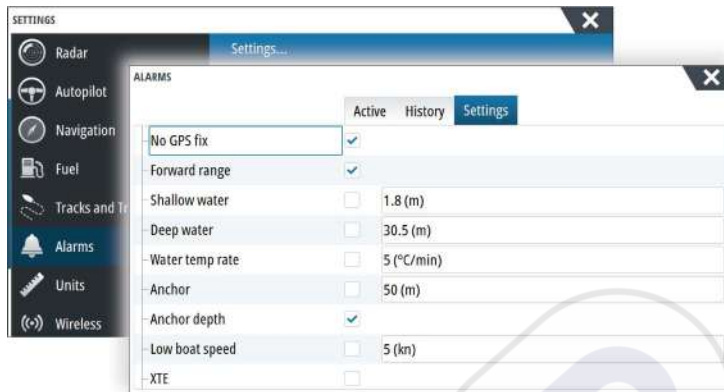 SETTINGS
Radar
Settings...
Autopilot
Navigation
Fuel
Tracks and
Alarms
Units
Wireless
ALARMS
Active History Settings
No GPS fix
Forward range
Shallow water 1.8 (m)
Deep water 30.5 (m)
Water temp rate 5 (°C/min)
Anchor 50 (m)
Anchor depth
Low boat speed 5 (kn)
XTE